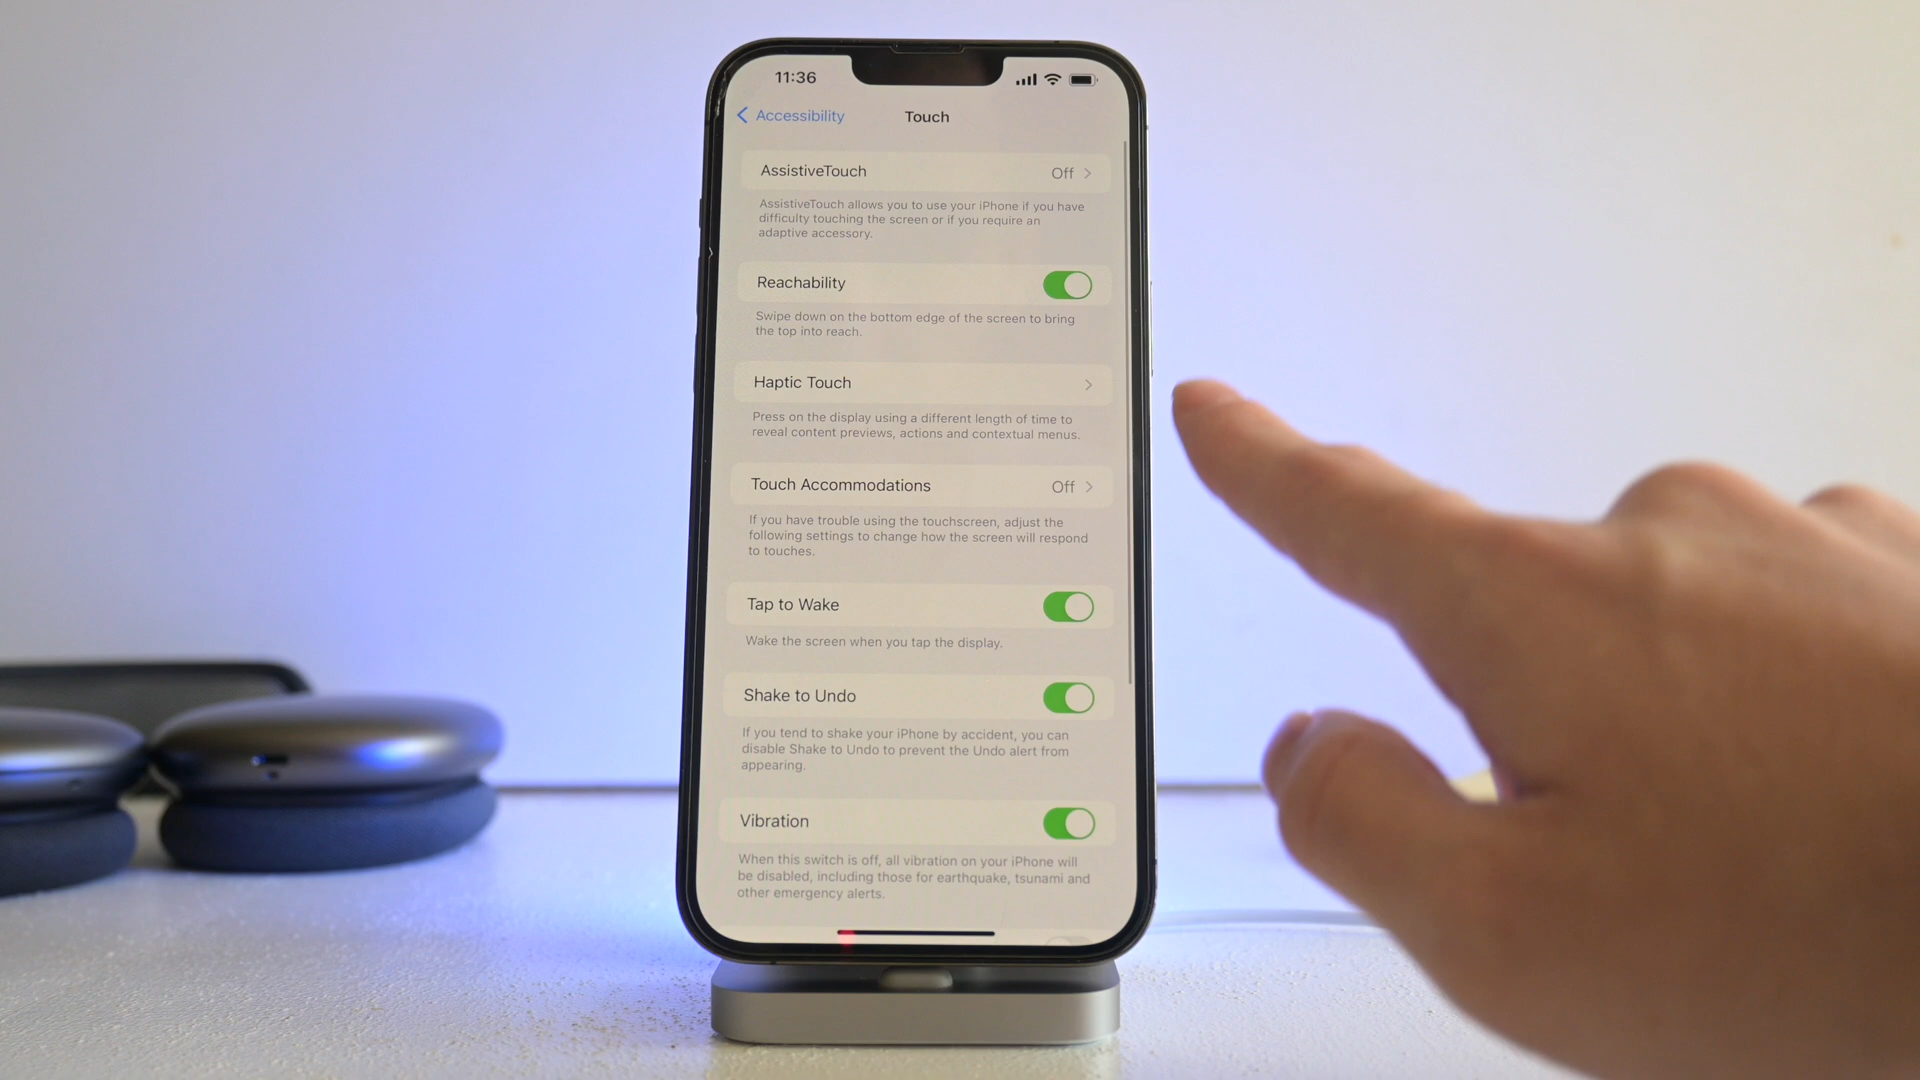 11:36
Accessibility
Touch
AssistiveTouch
Off
AssistiveTouch allows you to use your iPhone if you have
difficulty touching the screen or if you require an
adaptive accessory.
Reachability
Swipe down on the bottom edge of the screen to bring
the top into reach.
Haptic Touch
Press on the display using a different length of time to
reveal content previews, actions and contextual menus.
Touch Accommodations
Off
If you have trouble using the touchscreen, adjust the
following settings to change how the screen will respond
to touches.
Tap to Wake
Wake the screen when you tap the display.
Shake to Undo
If you tend to shake your iPhone by accident, you can
disable Shake to Undo to prevent the Undo alert from
appearing.
Vibration
When this switch is off, all vibration on your iPhone will
be disabled, including those for earthquake, tsunami and
other emergency alerts.